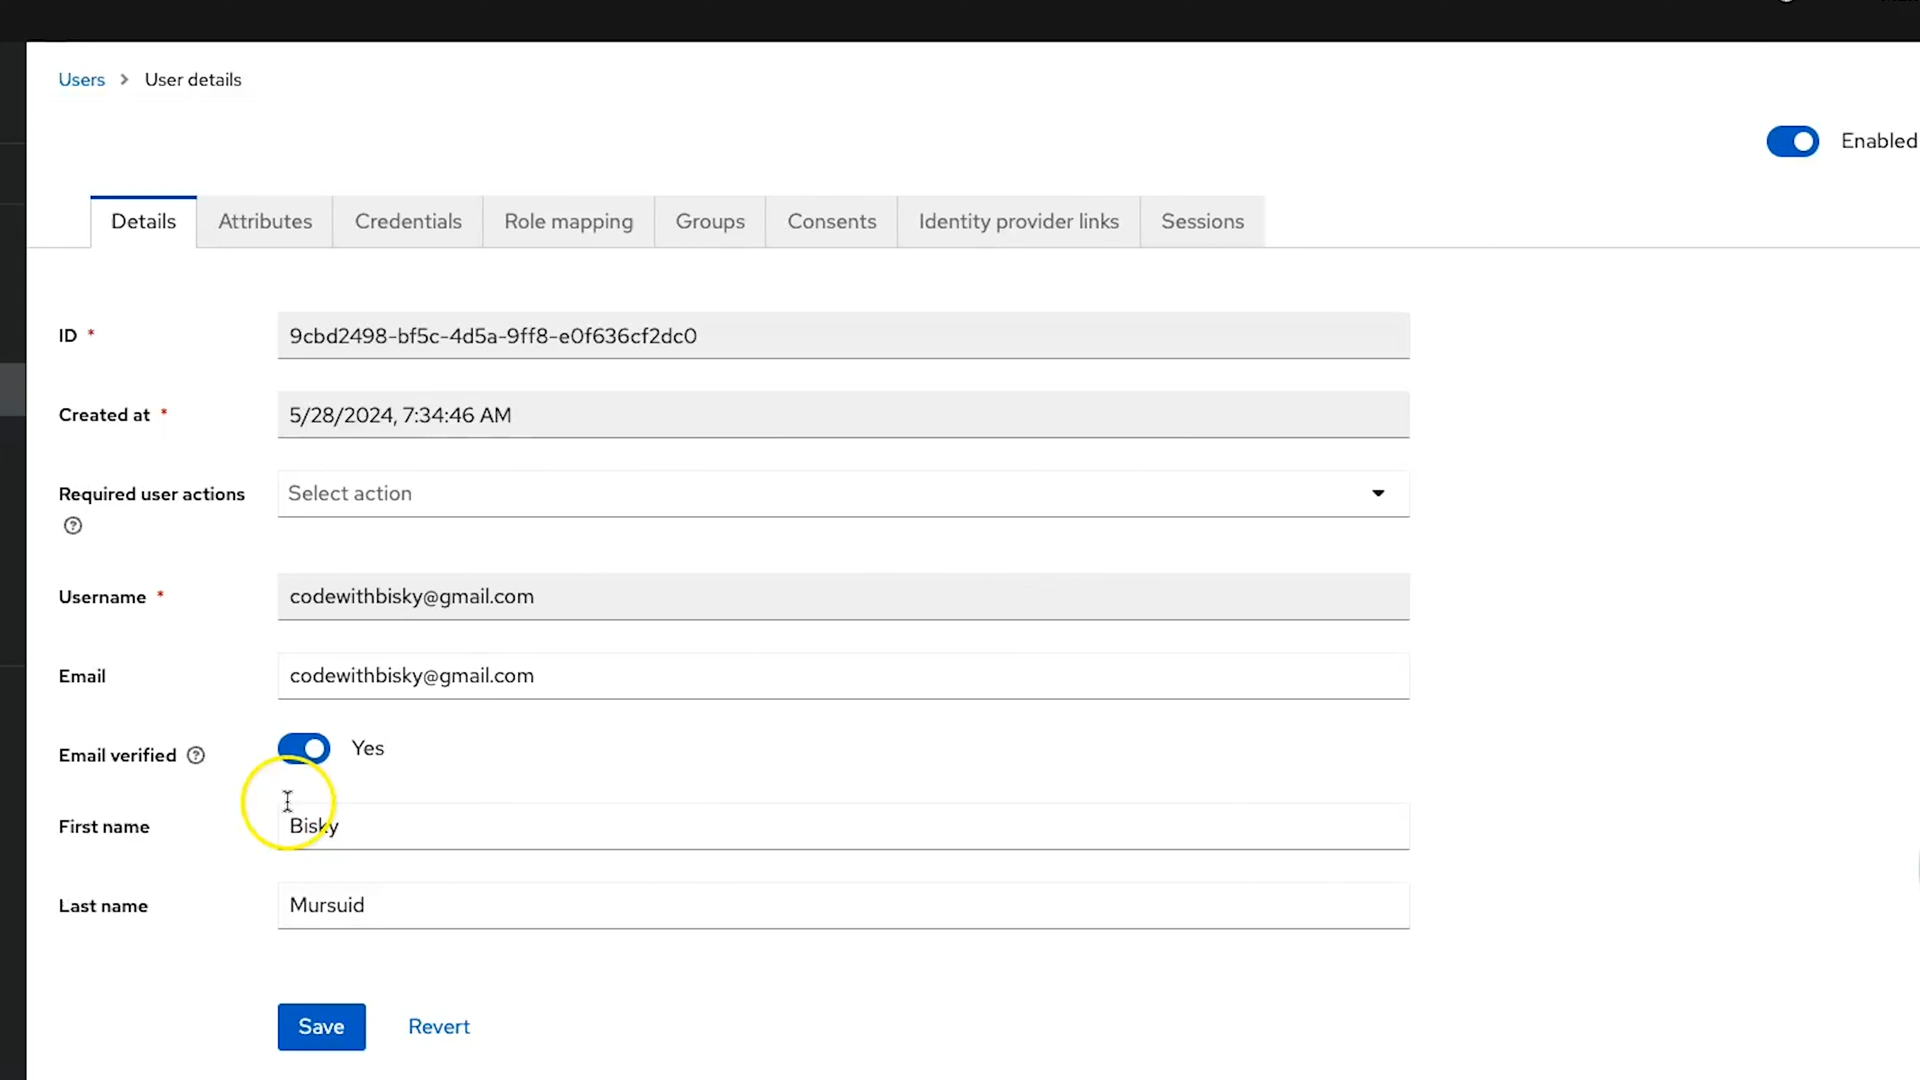 Users > User details
Enabled
Details Attributes Credentials Role mapping Groups Consents Identity provider links Sessions
ID * 9cbd2498-bf5c-4d5a-9ff8-e0f636cf2dc0
Created at * 5/28/2024, 7:34:46 AM
Required user actions Select action
Username * codewithbisky@gmail.com
Email codewithbisky@gmail.com
Email verified Yes
First name Bisky
Last name Mursuid
Save Revert